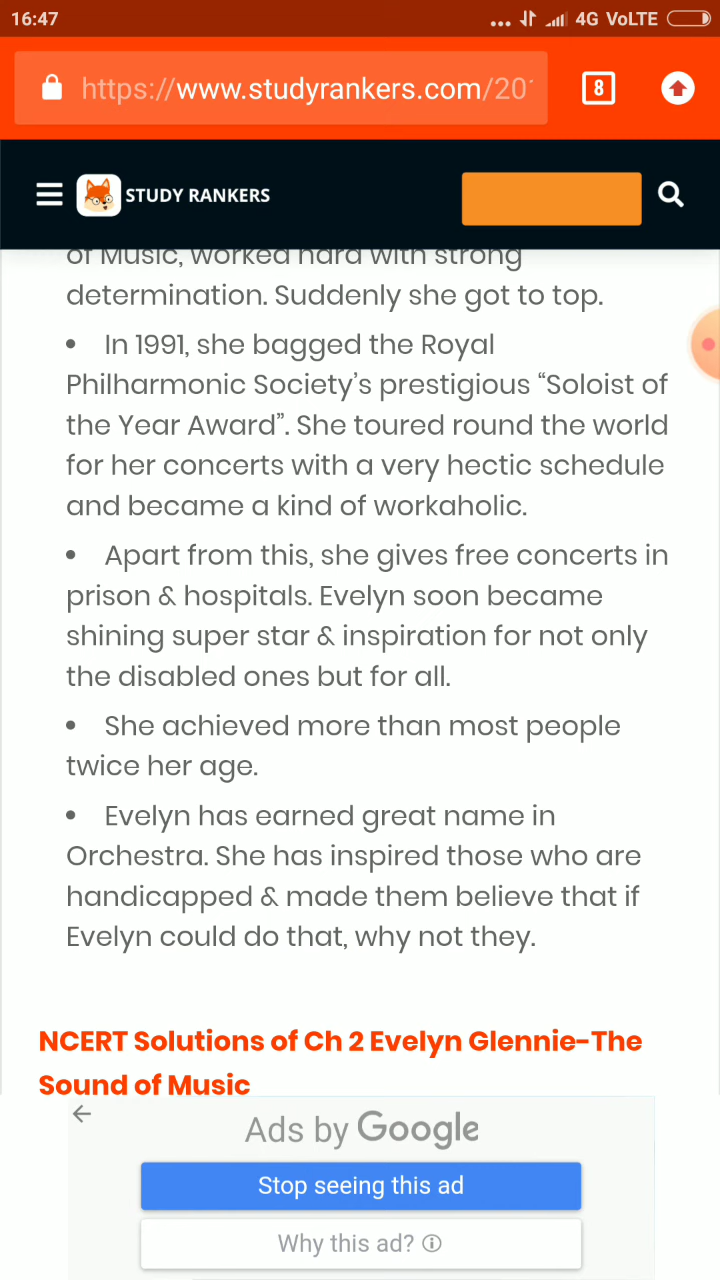 16:47
... 4G VoLTE
https://www.studyrankers.com/20
8
STUDY RANKERS
of Music, worked hard with strong
determination. Suddenly she got to top.
• In 1991, she bagged the Royal
Philharmonic Society’s prestigious “Soloist of
the Year Award”. She toured round the world
for her concerts with a very hectic schedule
and became a kind of workaholic.
• Apart from this, she gives free concerts in
prison & hospitals. Evelyn soon became
shining super star & inspiration for not only
the disabled ones but for all.
• She achieved more than most people
twice her age.
• Evelyn has earned great name in
Orchestra. She has inspired those who are
handicapped & made them believe that if
Evelyn could do that, why not they.
NCERT Solutions of Ch 2 Evelyn Glennie-The
Sound of Music
Ads by Google
Stop seeing this ad
Why this ad?